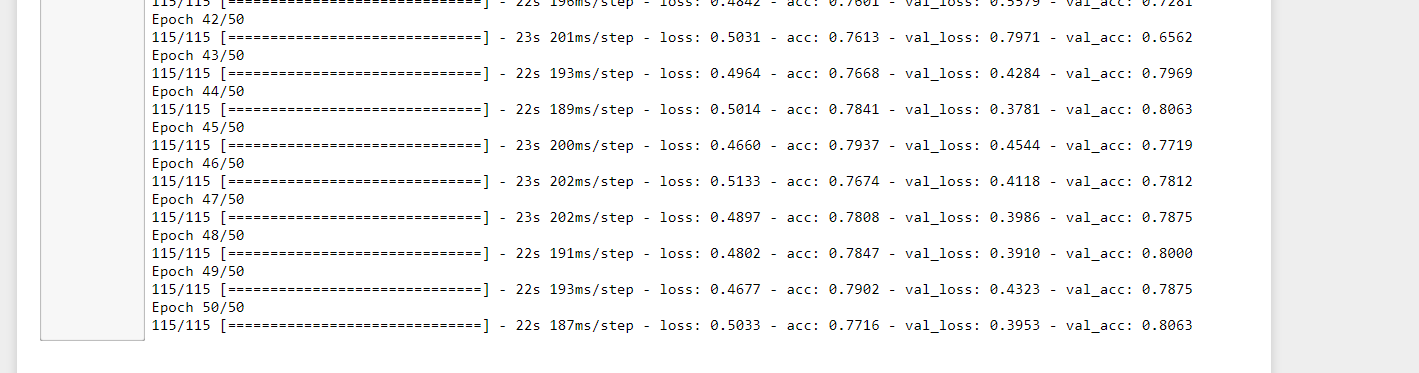 115/115 [==============================] - 22s 196ms/step - loss: 0.4842 - acc: 0.7601 - val_loss: 0.5579 - val_acc: 0.7281
Epoch 42/50
115/115 [==============================] - 23s 201ms/step - loss: 0.5031 - acc: 0.7613 - val_loss: 0.7971 - val_acc: 0.6562
Epoch 43/50
115/115 [==============================] - 22s 193ms/step - loss: 0.4964 - acc: 0.7668 - val_loss: 0.4284 - val_acc: 0.7969
Epoch 44/50
115/115 [==============================] - 22s 189ms/step - loss: 0.5014 - acc: 0.7841 - val_loss: 0.3781 - val_acc: 0.8063
Epoch 45/50
115/115 [==============================] - 23s 200ms/step - loss: 0.4660 - acc: 0.7937 - val_loss: 0.4544 - val_acc: 0.7719
Epoch 46/50
115/115 [==============================] - 23s 202ms/step - loss: 0.5133 - acc: 0.7674 - val_loss: 0.4118 - val_acc: 0.7812
Epoch 47/50
115/115 [==============================] - 23s 202ms/step - loss: 0.4897 - acc: 0.7808 - val_loss: 0.3986 - val_acc: 0.7875
Epoch 48/50
115/115 [==============================] - 22s 191ms/step - loss: 0.4802 - acc: 0.7847 - val_loss: 0.3910 - val_acc: 0.8000
Epoch 49/50
115/115 [==============================] - 22s 193ms/step - loss: 0.4677 - acc: 0.7902 - val_loss: 0.4323 - val_acc: 0.7875
Epoch 50/50
115/115 [==============================] - 22s 187ms/step - loss: 0.5033 - acc: 0.7716 - val_loss: 0.3953 - val_acc: 0.8063